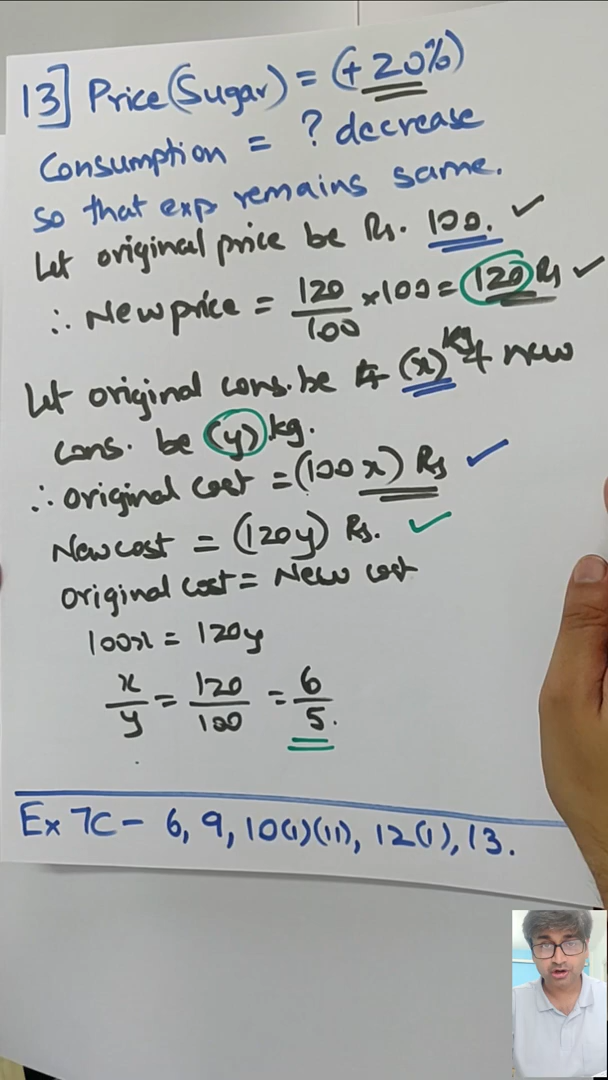 13] Price (Sugar) = (+20%)
Consumption = ? decrease
so that exp remains same.
Let original price be Rs. 100.
∴ New price = 120/100 × 100 = 120 Rs
Let original cons. be (x) kg & new
cons. be (y) kg.
∴ original cost = (100x) Rs
New cost = (120y) Rs.
original cost = New cost
100x = 120y
x/y = 120/100 = 6/5.
Ex 7C - 6, 9, 10(i)(ii), 12(i), 13.